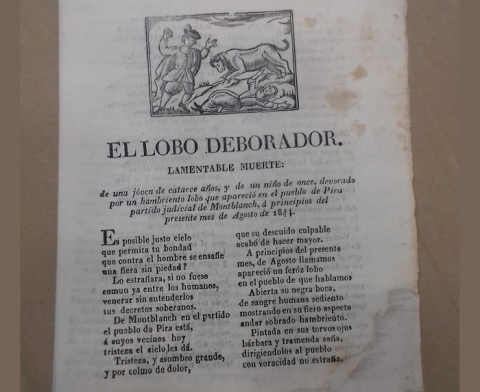 EL LOBO DEBORADOR.
LAMENTABLE MUERTE:
de una jóven de catarce años, y de un niño de once, devorado
por un hambriento lobo que apareció en el pueblo de Pira
partido judicial de Montblanch, á principios del
presente mes de Agosto de 1854.
Es posible justo cielo
que permita tu bondad
que contra el hombre se ensañe
una fiera sin piedad?
Lo estrañara, si no fuese
comun ya entre los humanos,
venerar sin entenderlos
tus decretos soberanos.
De Montblanch en el partido
el pueblo de Pira está,
á cuyos vecinos hoy
tristeza el cielo les dá.
Tristeza, y asombro grande,
y por colmo de dolor,
que su descuido culpable
acabó de hacer mayor.
A principios del presente
mes, de Agosto llamamos
apareció un feróz lobo
en el pueblo de que hablamos
Abierta su negra boca,
de sangre humana sediento
mostrando en su fiero aspecto
andar sobrado hambriento.
Pintada en sus torvos ojos
bárbara y tremenda saña,
dirigiéndolos al pueblo
con voracidad no estraña.